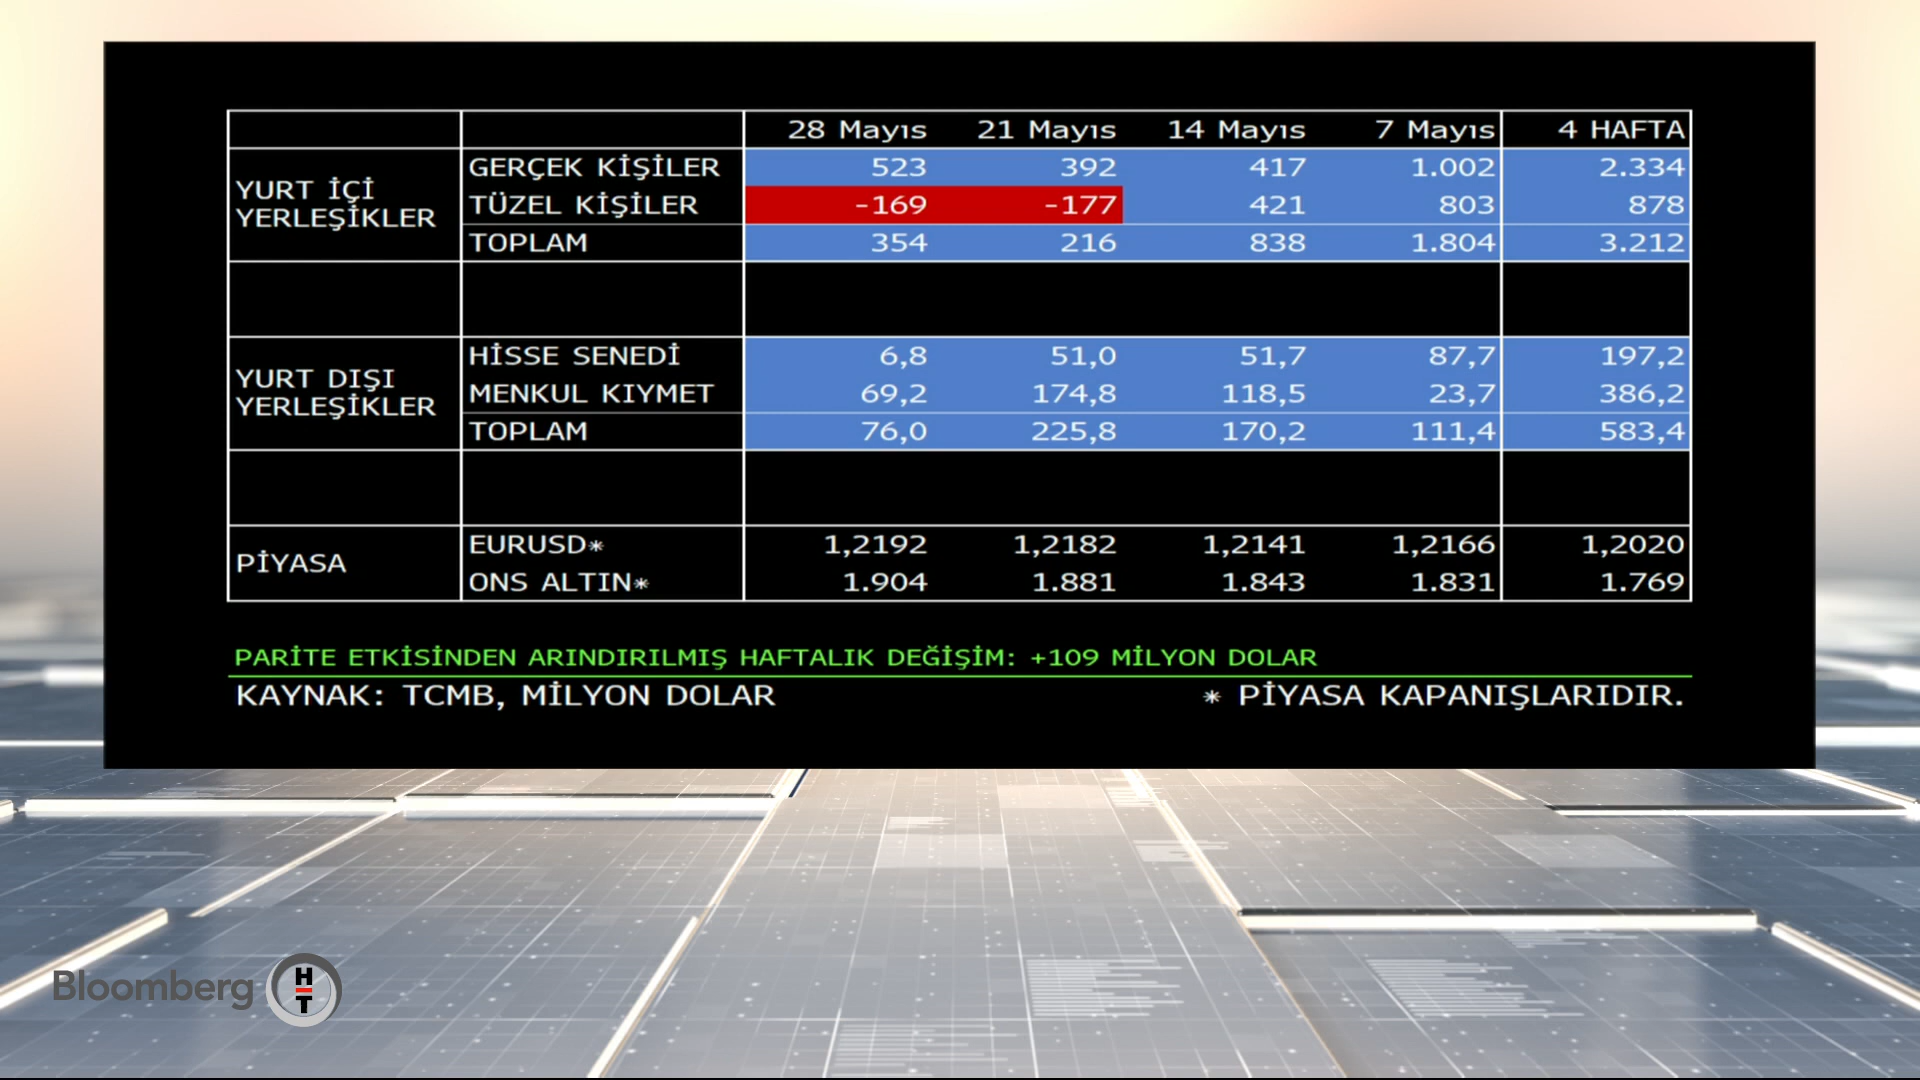 28 Mayıs 21 Mayıs 14 Mayıs 7 Mayıs 4 HAFTA
YURT İÇİ YERLEŞİKLER
GERÇEK KİŞİLER 523 392 417 1.002 2.334
TÜZEL KİŞİLER -169 -177 421 803 878
TOPLAM 354 216 838 1.804 3.212
YURT DIŞI YERLEŞİKLER
HİSSE SENEDİ 6,8 51,0 51,7 87,7 197,2
MENKUL KIYMET 69,2 174,8 118,5 23,7 386,2
TOPLAM 76,0 225,8 170,2 111,4 583,4
PİYASA
EURUSD* 1,2192 1,2182 1,2141 1,2166 1,2020
ONS ALTIN* 1.904 1.881 1.843 1.831 1.769
PARİTE ETKİSİNDEN ARINDIRILMIŞ HAFTALIK DEĞİŞİM: +109 MİLYON DOLAR
KAYNAK: TCMB, MİLYON DOLAR * PİYASA KAPANIŞLARIDIR.
Bloomberg HT